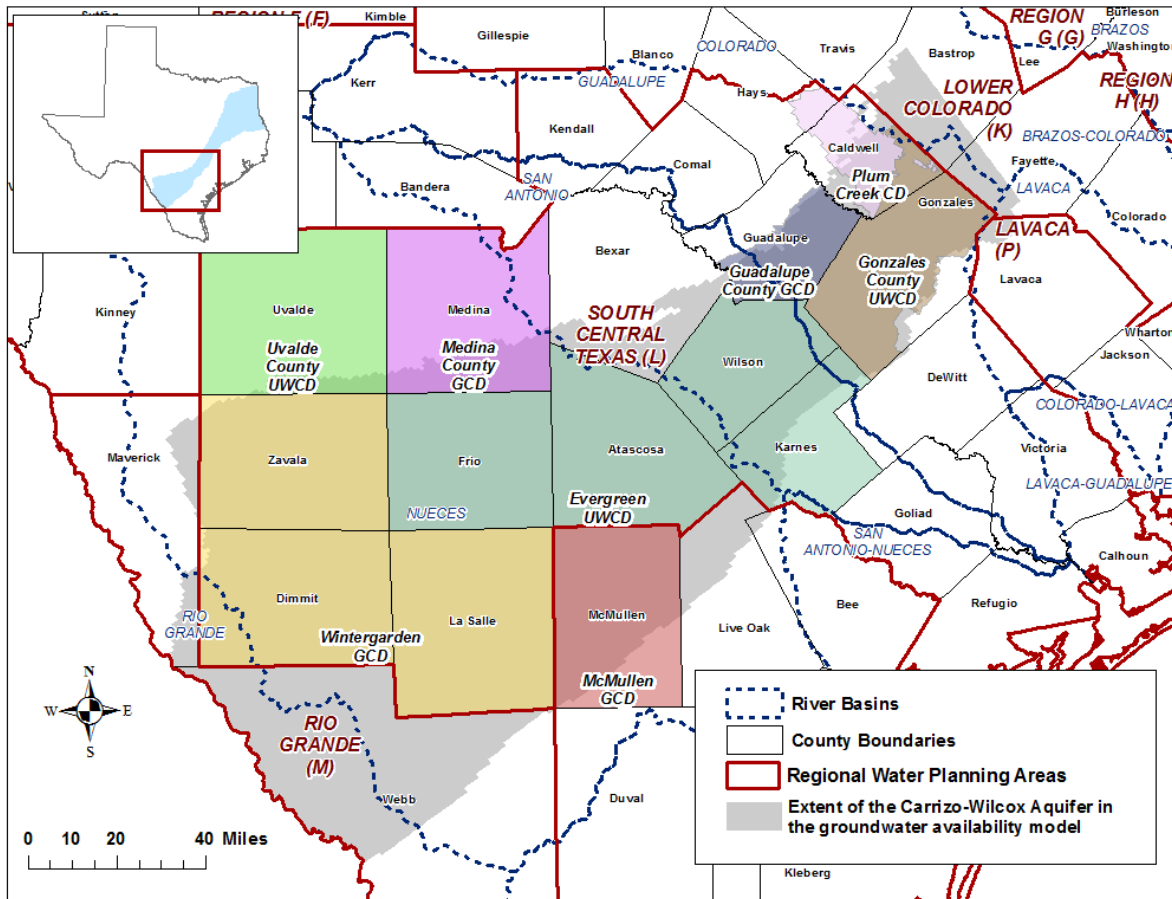 Sutton
REGION F (F)
Kimble
Gillespie
Blanco
COLORADO
Travis
Bastrop
REGION
G (G)
Burleson
BRAZOS
Washington
Lee
Kerr
GUADALUPE
Hays
LOWER
COLORADO
(K)
REGION
H (H)
BRAZOS-COLORADO
Kendall
Comal
Caldwell
Plum
Creek CD
Fayette
LAVACA
Colorado
Bandera
SAN
ANTONIO
Gonzales
LAVACA
(P)
Lavaca
Bexar
Guadalupe
Guadalupe
County GCD
Gonzales
County
UWCD
Kinney
Uvalde
Uvalde
County
UWCD
Medina
Medina
County
GCD
SOUTH
CENTRAL
TEXAS (L)
Wilson
Wharton
Jackson
DeWitt
COLORADO-LAVACA
Maverick
Zavala
Frio
Atascosa
Karnes
Victoria
LAVACA-GUADALUPE
NUECES
Evergreen
UWCD
Goliad
SAN
ANTONIO-NUECES
Calhoun
RIO
GRANDE
Dimmit
La Salle
Wintergarden
GCD
McMullen
McMullen
GCD
Live Oak
Bee
Refugio
N
W
E
S
RIO
GRANDE
(M)
Webb
Duval
Kleberg
0 10 20 40 Miles
River Basins
County Boundaries
Regional Water Planning Areas
Extent of the Carrizo-Wilcox Aquifer in
the groundwater availability model